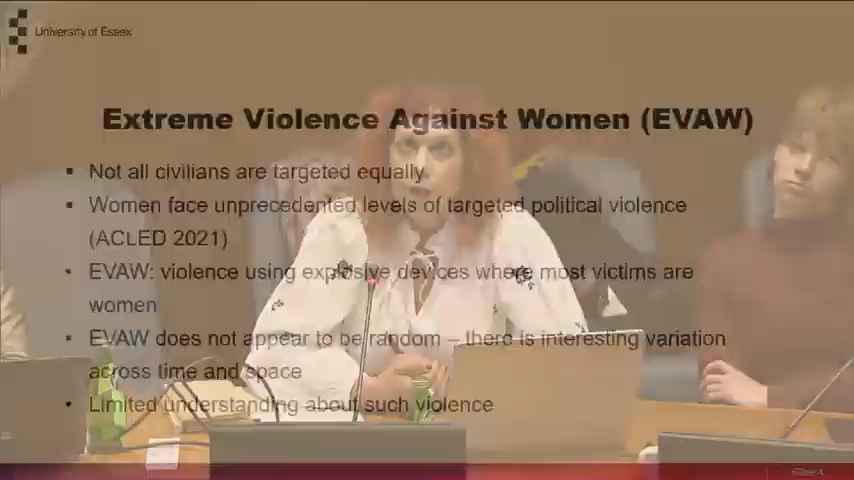 University of Essex
Extreme Violence Against Women (EVAW)
▪ Not all civilians are targeted equally
▪ Women face unprecedented levels of targeted political violence
(ACLED 2021)
▪ EVAW: violence using explosive devices where most victims are
women
▪ EVAW does not appear to be random – there is interesting variation
across time and space
▪ Limited understanding about such violence